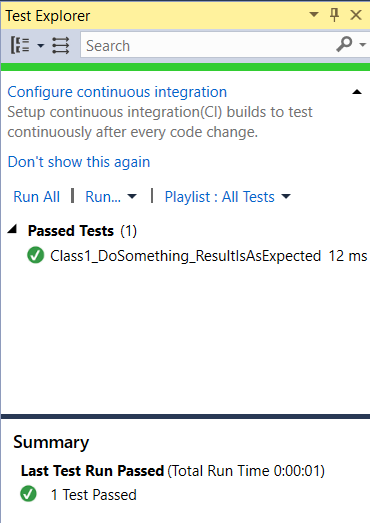 Test Explorer
Search
Configure continuous integration
Setup continuous integration(CI) builds to test
continuously after every code change.
Don't show this again
Run All | Run... | Playlist : All Tests
Passed Tests (1)
Class1_DoSomething_ResultIsAsExpected 12 ms
Summary
Last Test Run Passed (Total Run Time 0:00:01)
1 Test Passed